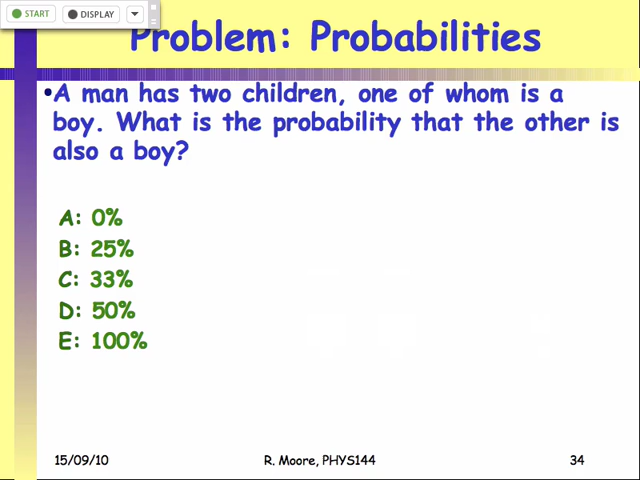 START DISPLAY
Problem: Probabilities
•A man has two children, one of whom is a
boy. What is the probability that the other is
also a boy?
A: 0%
B: 25%
C: 33%
D: 50%
E: 100%
15/09/10 R. Moore, PHYS144 34